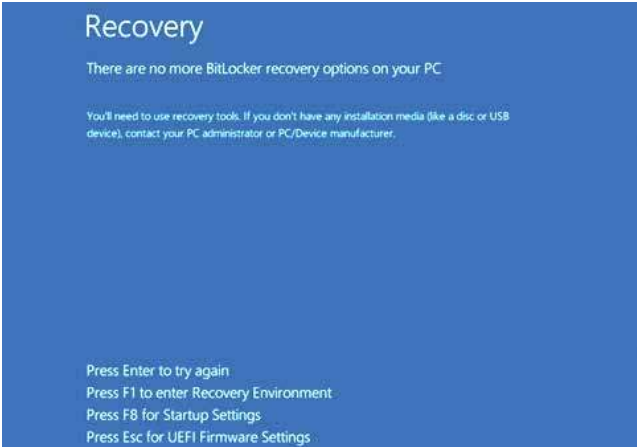 Recovery
There are no more BitLocker recovery options on your PC
You'll need to use recovery tools. If you don't have any installation media (like a disc or USB
device), contact your PC administrator or PC/Device manufacturer.
Press Enter to try again
Press F1 to enter Recovery Environment
Press F8 for Startup Settings
Press Esc for UEFI Firmware Settings